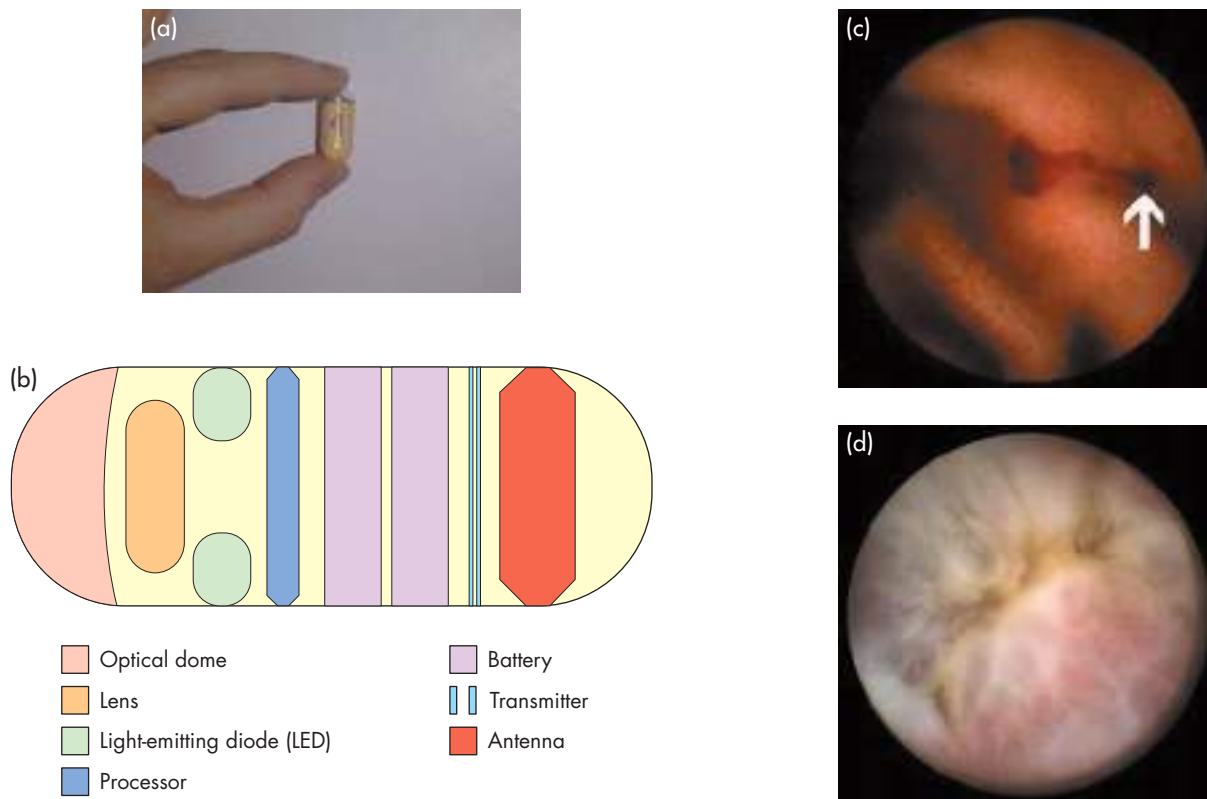 (a)
(b)
Optical dome
Lens
Light-emitting diode (LED)
Processor
Battery
Transmitter
Antenna
(c)
(d)